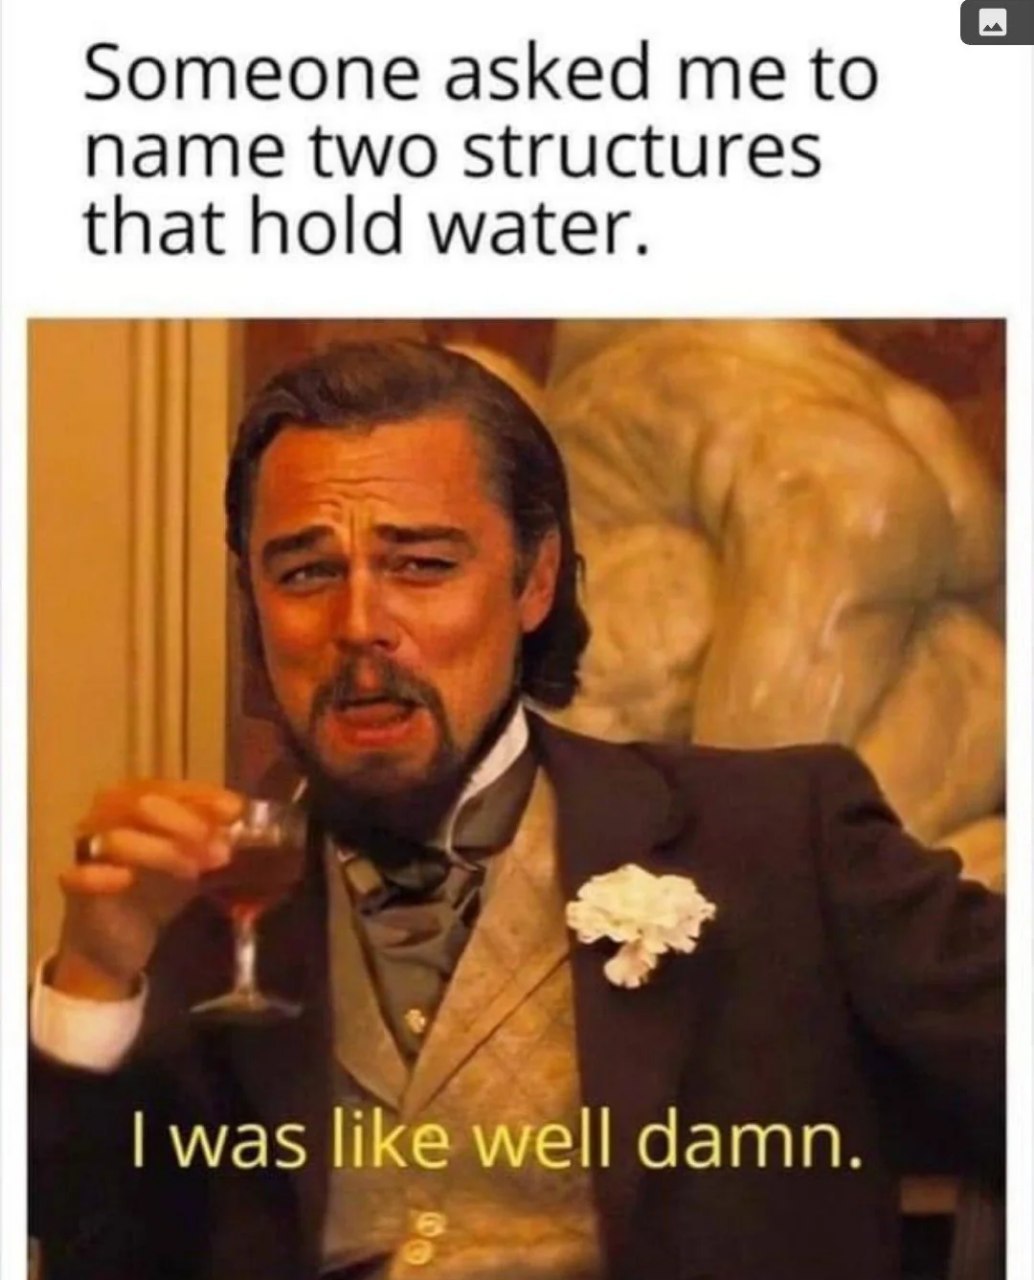 Someone asked me to
name two structures
that hold water.
I was like well damn.